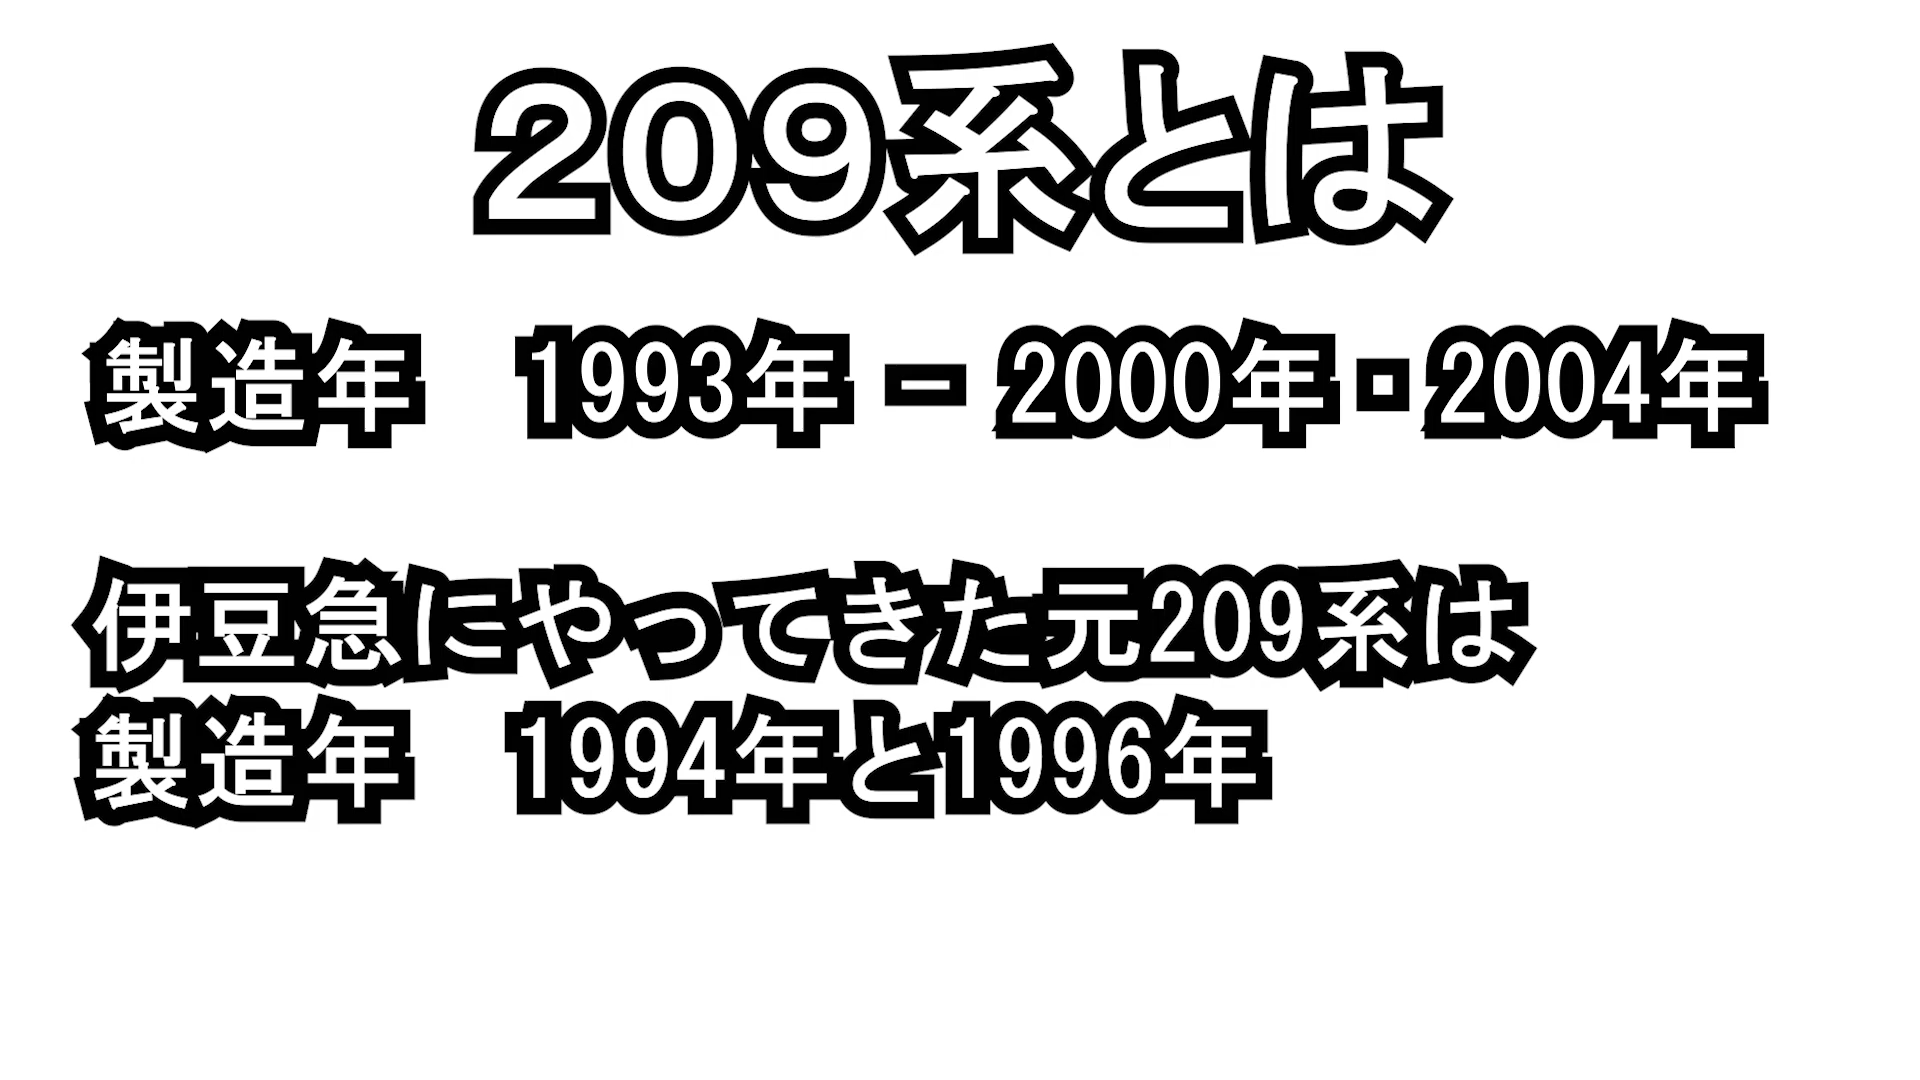 209系とは
製造年　1993年－2000年・2004年
伊豆急にやってきた元209系は
製造年　1994年と1996年